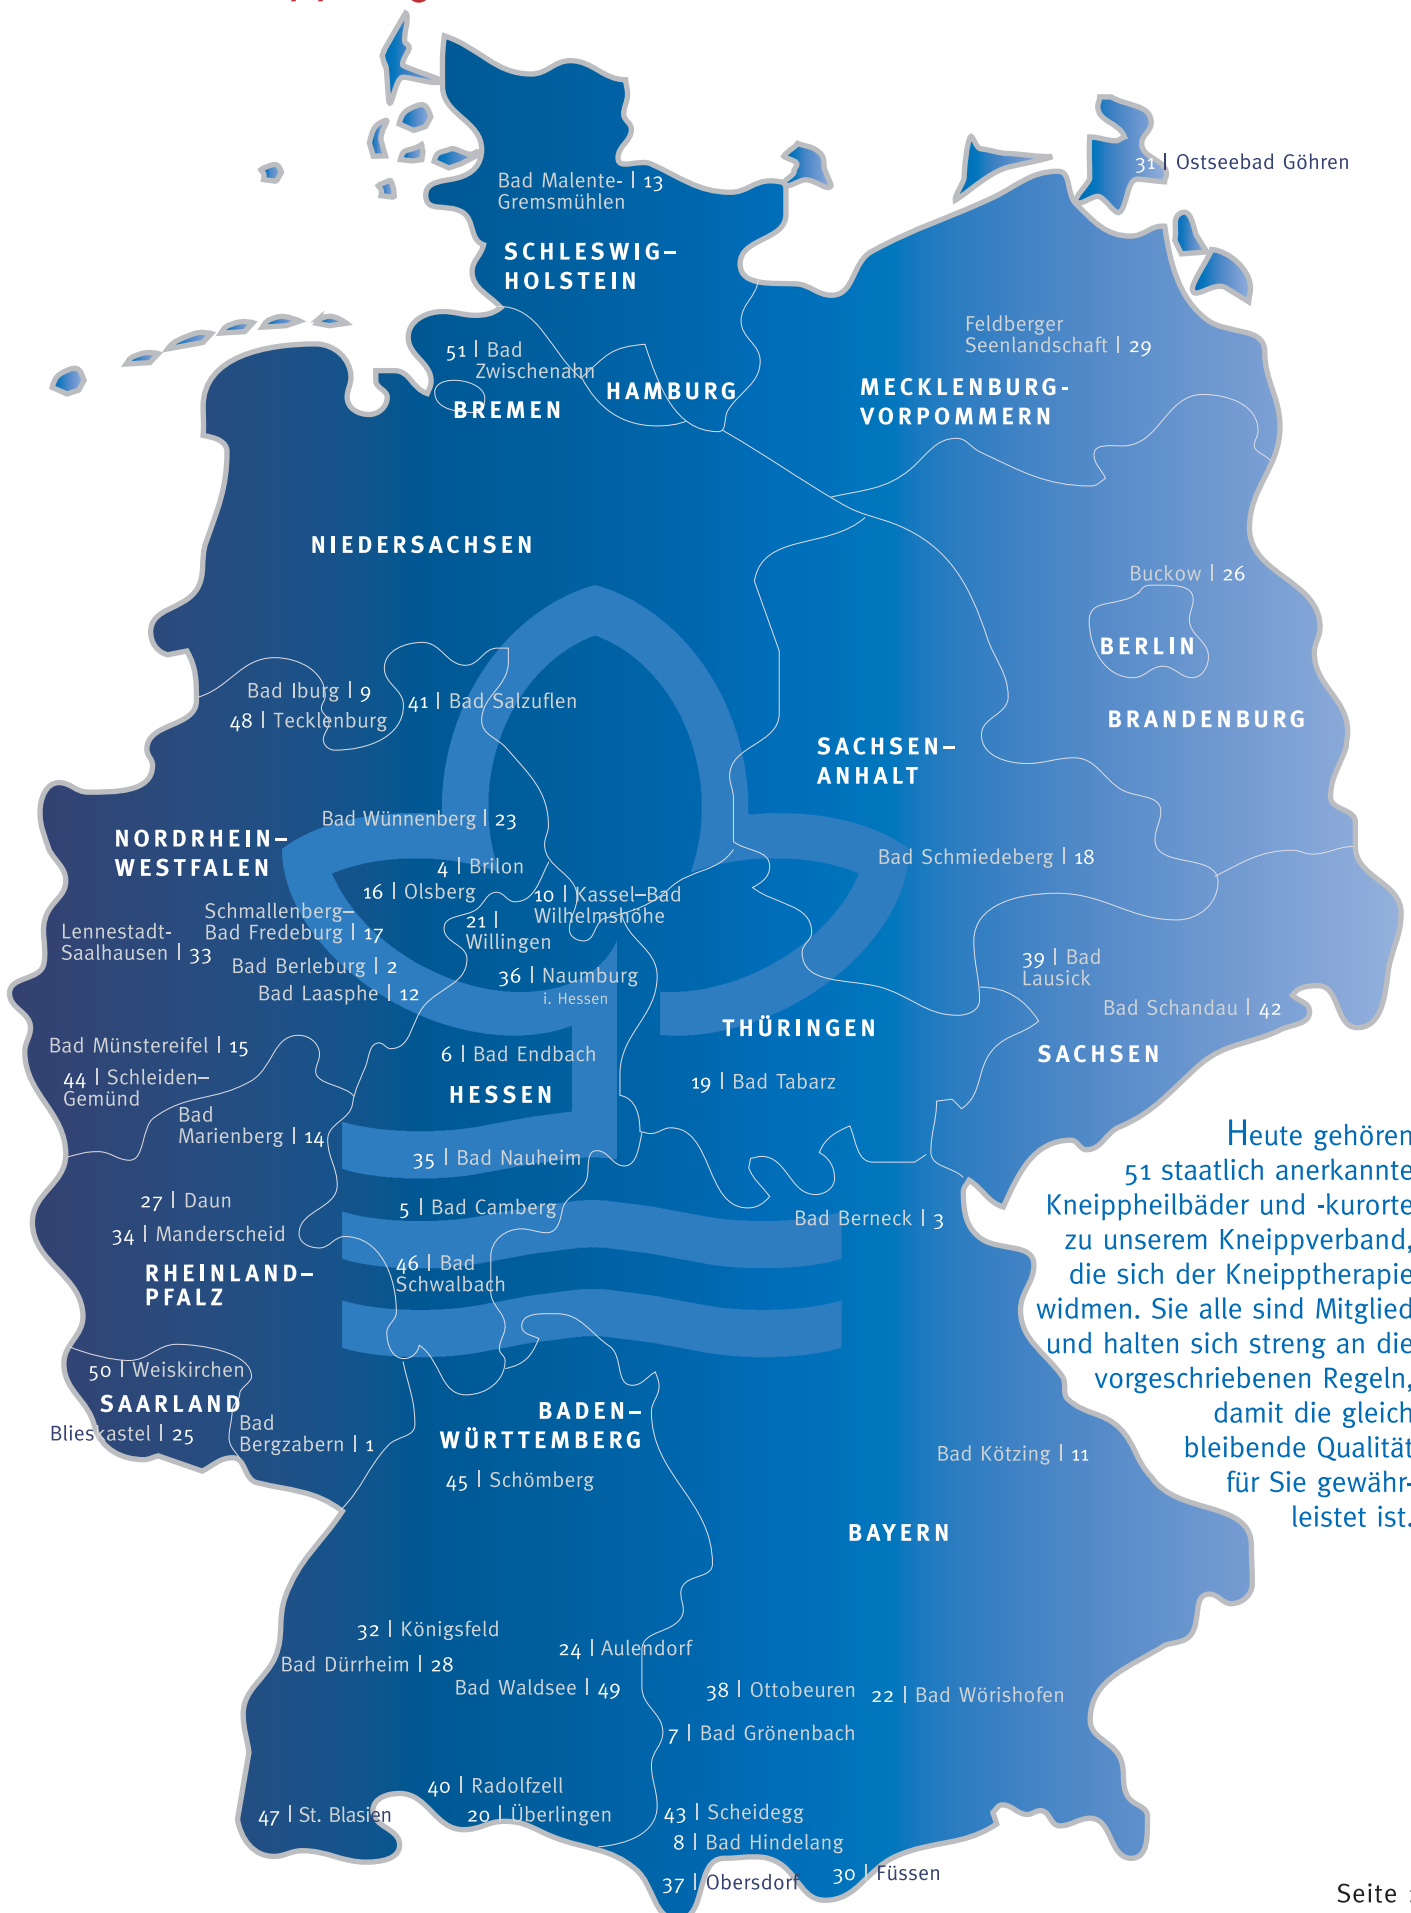 31 | Ostseebad Göhren
Bad Malente- | 13
Gremsmühlen
SCHLESWIG–
HOLSTEIN
Feldberger
Seenlandschaft | 29
51 | Bad
Zwischenahn
HAMBURG
MECKLENBURG-
VORPOMMERN
BREMEN
NIEDERSACHSEN
Buckow | 26
BERLIN
Bad Iburg | 9
41 | Bad Salzuflen
48 | Tecklenburg
BRANDENBURG
SACHSEN–
ANHALT
Bad Wünnenberg | 23
NORDRHEIN–
WESTFALEN
4 | Brilon
Bad Schmiedeberg | 18
16 | Olsberg
10 | Kassel–Bad
Wilhelmshöhe
Schmallenberg–
Bad Fredeburg | 17
21 |
Willingen
Lennestadt-
Saalhausen | 33
39 | Bad
Lausick
Bad Berleburg | 2
36 | Naumburg
i. Hessen
Bad Laasphe | 12
Bad Schandau | 42
THÜRINGEN
Bad Münstereifel | 15
6 | Bad Endbach
SACHSEN
44 | Schleiden–
Gemünd
19 | Bad Tabarz
HESSEN
Bad
Marienberg | 14
35 | Bad Nauheim
27 | Daun
5 | Bad Camberg
Bad Berneck | 3
34 | Manderscheid
46 | Bad
Schwalbach
RHEINLAND–
PFALZ
Heute gehören
51 staatlich anerkannte
Kneippheilbäder und -kurorte
zu unserem Kneippverband,
die sich der Kneipptherapie
widmen. Sie alle sind Mitglied
und halten sich streng an die
vorgeschriebenen Regeln,
damit die gleich
bleibende Qualität
für Sie gewähr-
leistet ist.
50 | Weiskirchen
SAARLAND
Blieskastel | 25
Bad
Bergzabern | 1
BADEN–
WÜRTTEMBERG
45 | Schömberg
Bad Kötzing | 11
BAYERN
32 | Königsfeld
24 | Aulendorf
Bad Dürrheim | 28
Bad Waldsee | 49
38 | Ottobeuren
22 | Bad Wörishofen
7 | Bad Grönenbach
40 | Radolfzell
47 | St. Blasien
20 | Überlingen
43 | Scheidegg
8 | Bad Hindelang
37 | Obersdorf
30 | Füssen
Seite